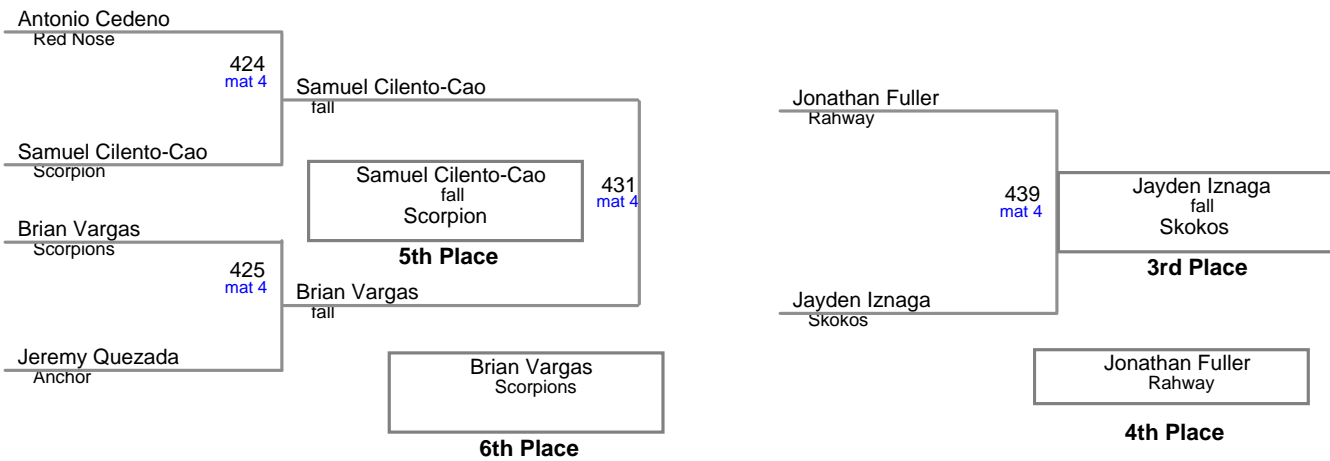 Antonio Cedeno
Red Nose
424
mat 4
Samuel Cilento-Cao
fall
Samuel Cilento-Cao
Scorpion
Samuel Cilento-Cao
fall
Scorpion
5th Place
431
mat 4
Brian Vargas
Scorpions
425
mat 4
Brian Vargas
fall
Jeremy Quezada
Anchor
Brian Vargas
Scorpions
6th Place
Jonathan Fuller
Rahway
439
mat 4
Jayden Iznaga
fall
Skokos
3rd Place
Jayden Iznaga
Skokos
Jonathan Fuller
Rahway
4th Place